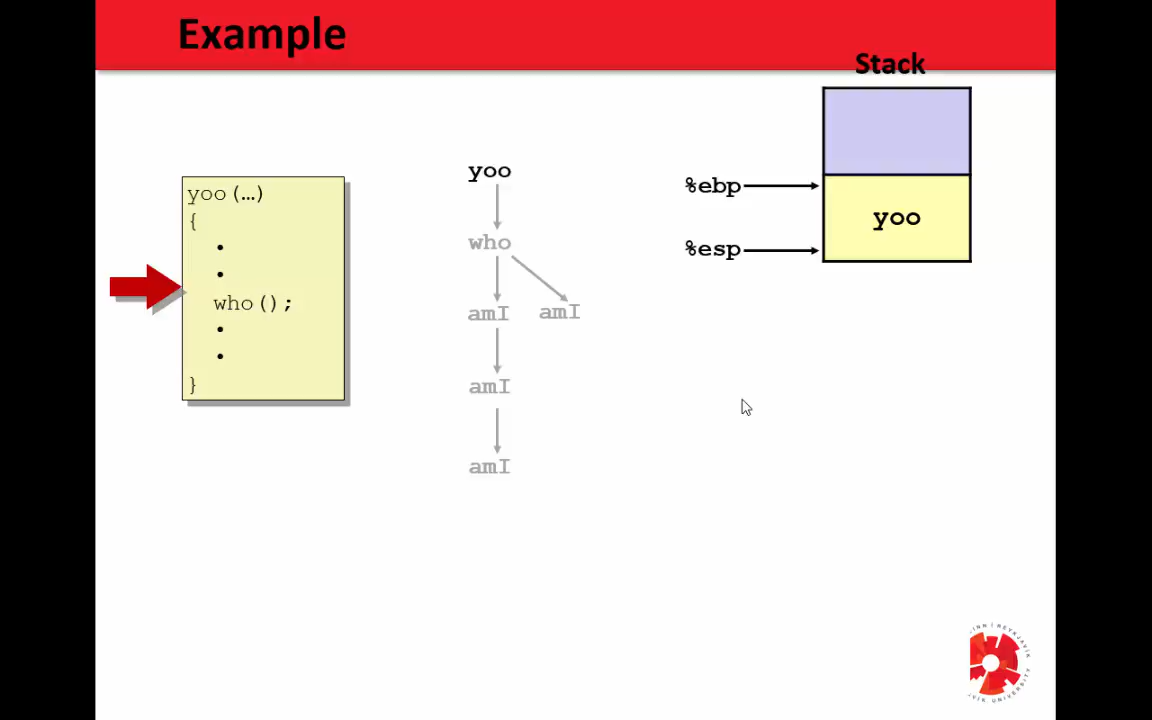 Example
Stack
yoo(…)
{
•
•
who();
•
•
}
yoo
who
amI amI
amI
amI
%ebp
yoo
%esp